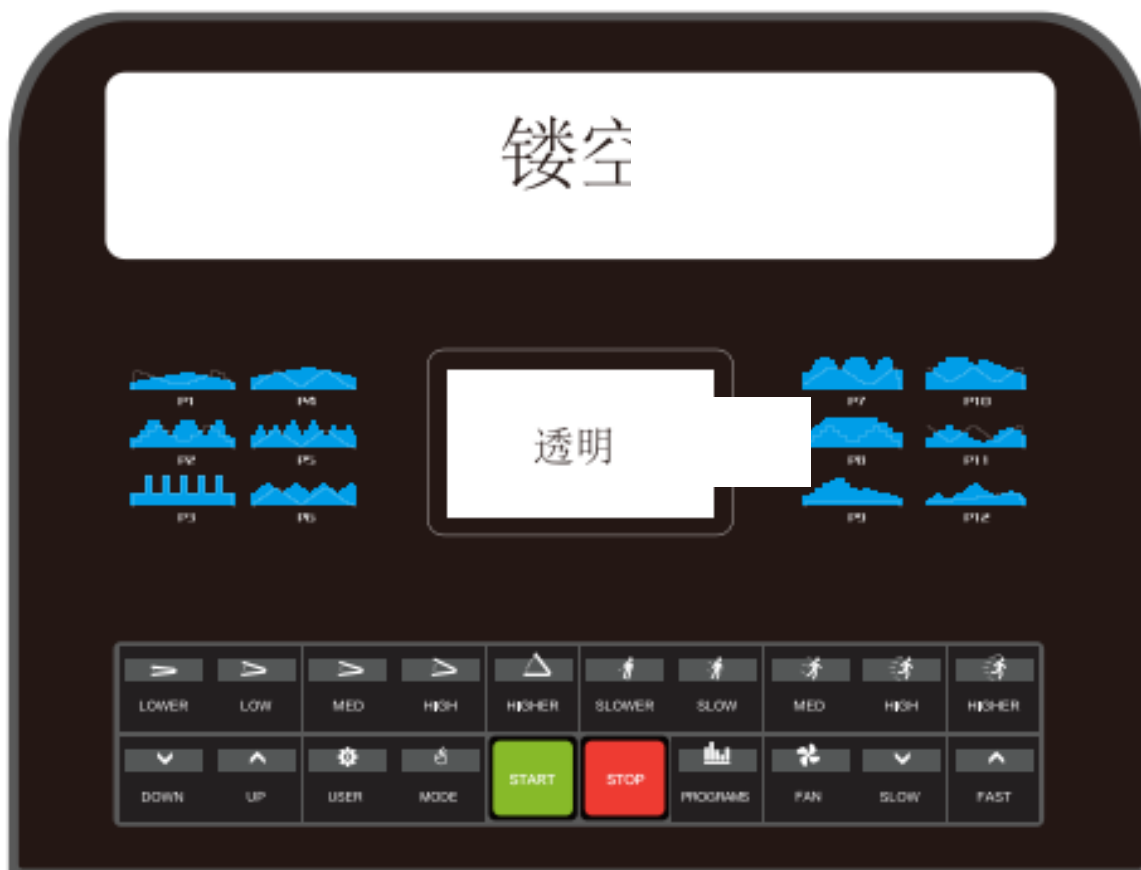 镂空
P1 P4
P7 P10
透明
P2 P5
P8 P11
P3 P6
P9 P12
LOWER LOW MED HIGH HIGHER SLOWER SLOW MED HIGH HIGHER
DOWN UP USER MODE START STOP PROGRAMS FAN SLOW FAST